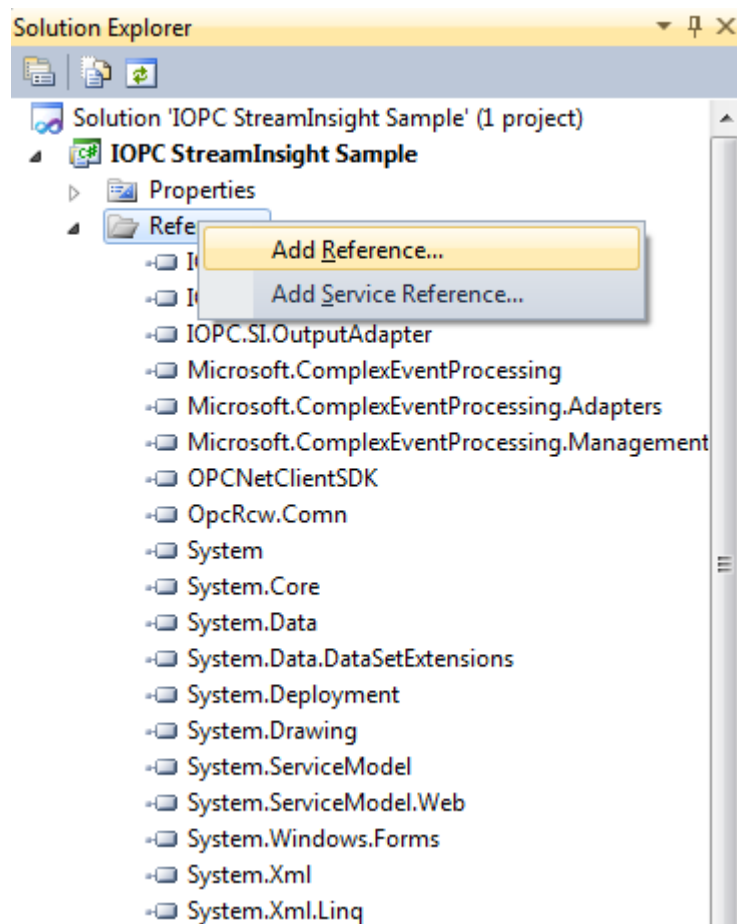 Solution Explorer
Solution 'IOPC StreamInsight Sample' (1 project)
IOPC StreamInsight Sample
Properties
Add Reference...
Add Service Reference...
IOPC.SI.OutputAdapter
Microsoft.ComplexEventProcessing
Microsoft.ComplexEventProcessing.Adapters
Microsoft.ComplexEventProcessing.Management
OPCNetClientSDK
OpcRcw.Comn
System
System.Core
System.Data
System.Data.DataSetExtensions
System.Deployment
System.Drawing
System.ServiceModel
System.ServiceModel.Web
System.Windows.Forms
System.Xml
System.Xml.Linq